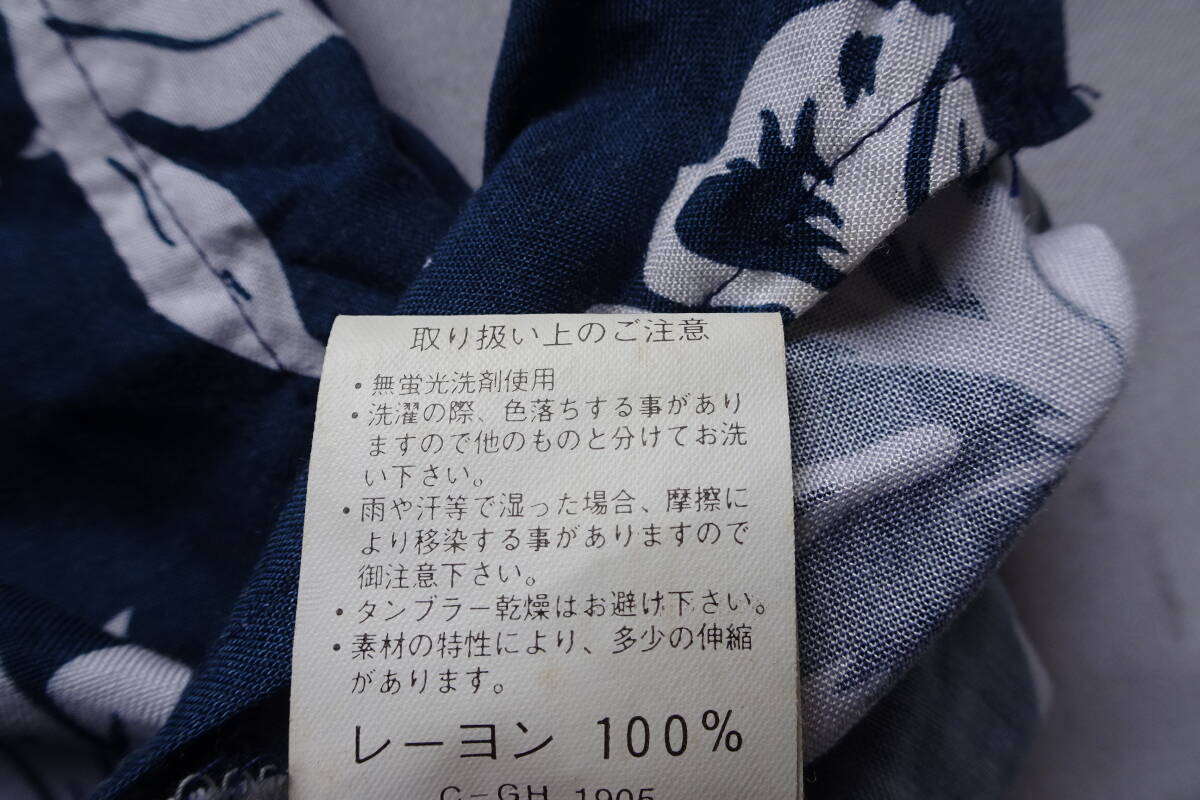 取り扱い上のご注意
・無蛍光洗剤使用
・洗濯の際、色落ちする事があり
ますので他のものと分けてお洗
い下さい。
・雨や汗等で湿った場合、摩擦に
より移染する事がありますので
御注意下さい。
・タンブラー乾燥はお避け下さい。
・素材の特性により、多少の伸縮
があります。
レーヨン 100%
C-GH 1905